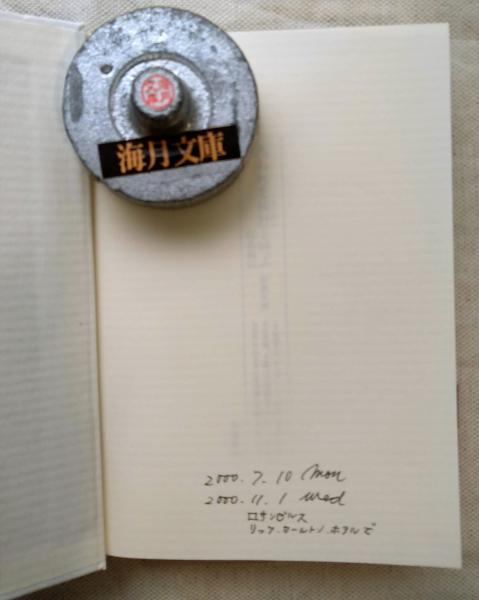 海月文庫
2000.7.10 Mon
2000.11.1 wed
ロサンゼルス
リッツ.カールトン.ホテルで